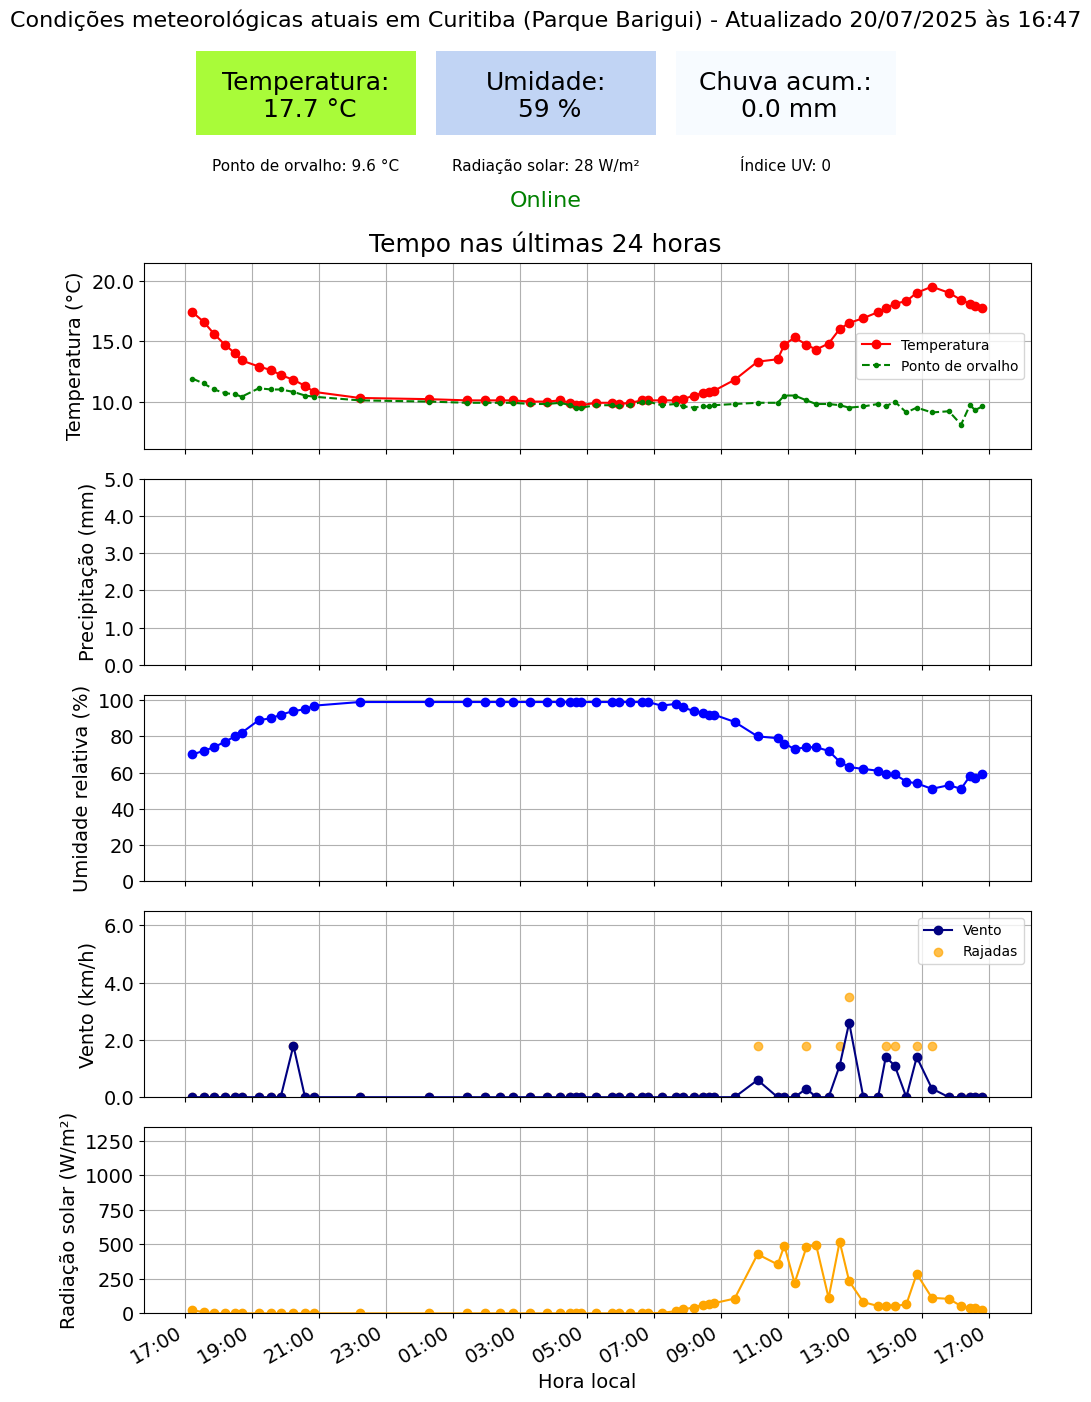 Condições meteorológicas atuais em Curitiba (Parque Barigui) - Atualizado 20/07/2025 às 16:47
Temperatura:
17.7 °C
Umidade:
59 %
Chuva acum.:
0.0 mm
Ponto de orvalho: 9.6 °C
Radiação solar: 28 W/m²
Índice UV: 0
Online
Tempo nas últimas 24 horas
Temperatura (°C)
20.0
15.0
10.0
Temperatura
Ponto de orvalho
Precipitação (mm)
5.0
4.0
3.0
2.0
1.0
0.0
Umidade relativa (%)
100
80
60
40
20
0
Vento (km/h)
6.0
4.0
2.0
0.0
Vento
Rajadas
Radiação solar (W/m²)
1250
1000
750
500
250
0
17:00 19:00 21:00 23:00 01:00 03:00 05:00 07:00 09:00 11:00 13:00 15:00 17:00
Hora local